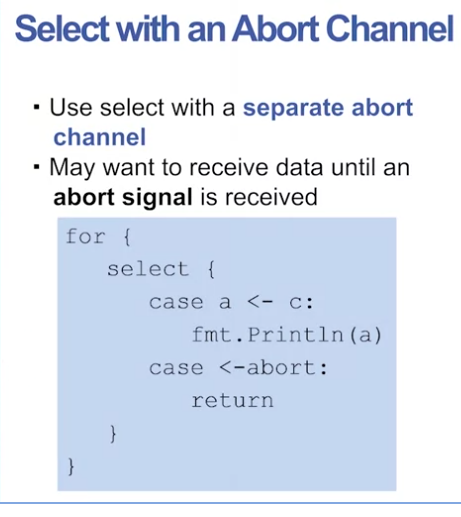 Select with an Abort Channel
▪ Use select with a separate abort
channel
▪ May want to receive data until an
abort signal is received
for {
select {
case a <- c:
fmt.Println(a)
case <-abort:
return
}
}